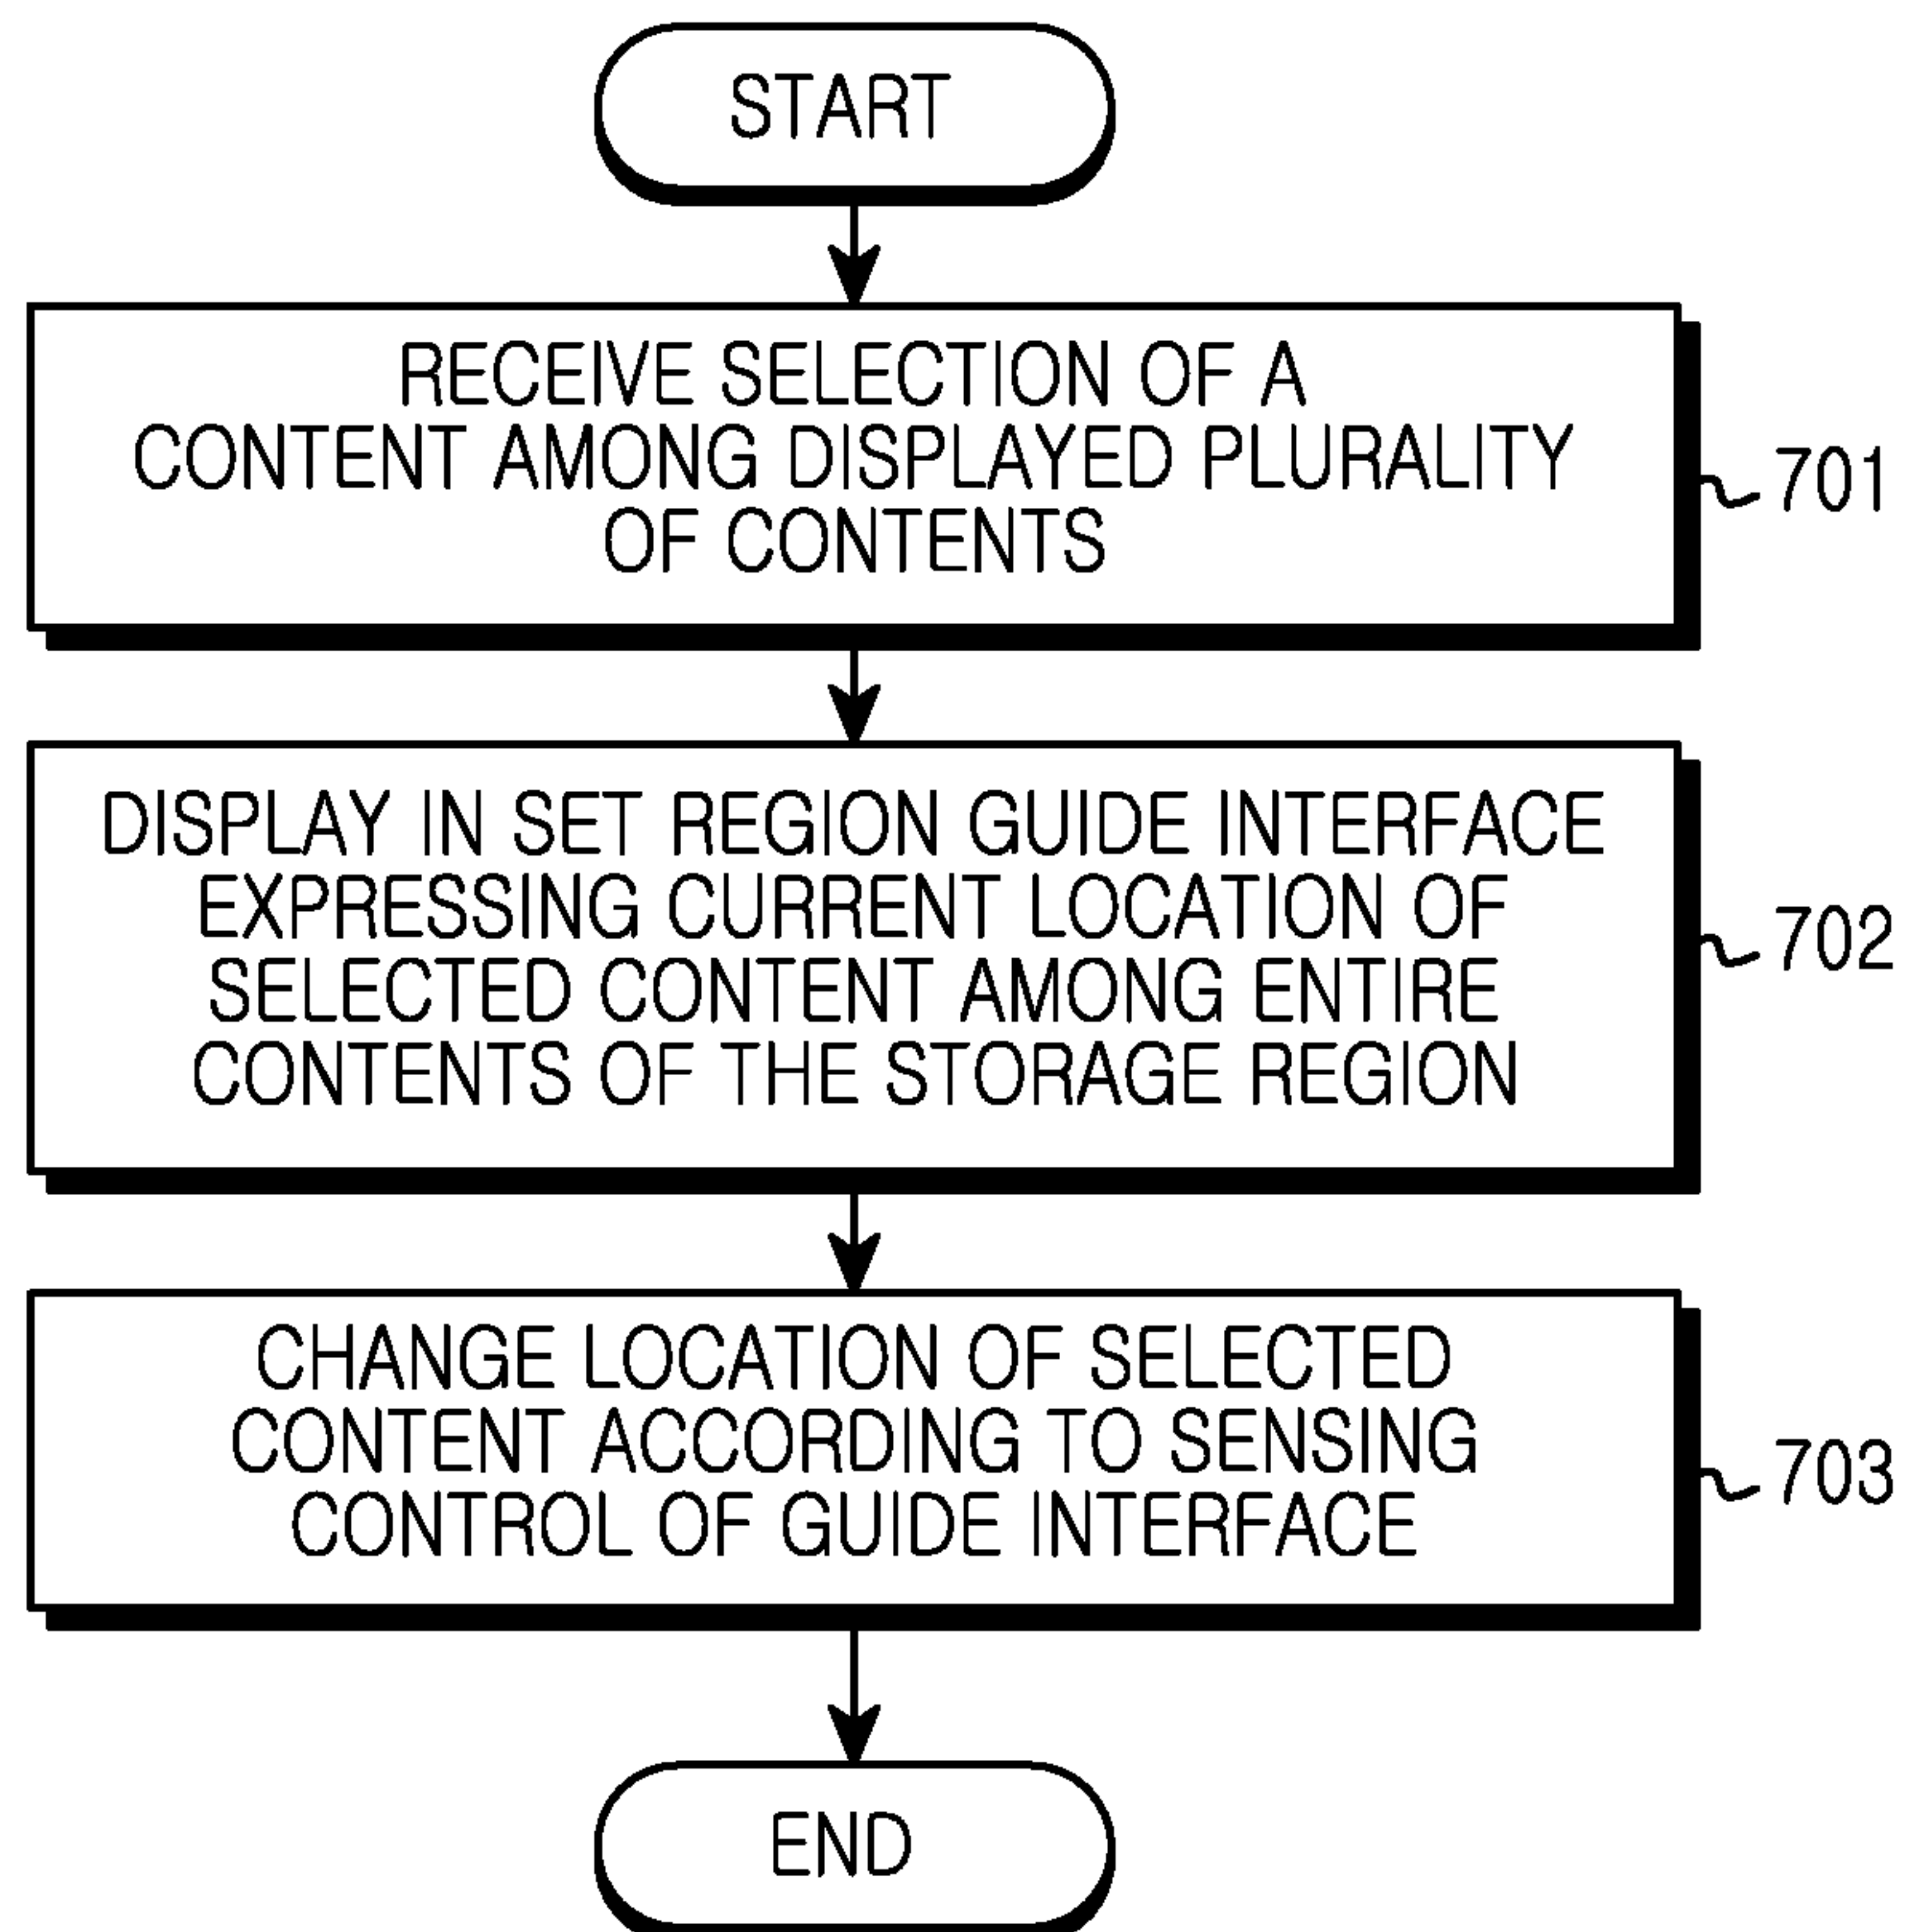 START
RECEIVE SELECTION OF A
CONTENT AMONG DISPLAYED PLURALITY
OF CONTENTS
701
DISPLAY IN SET REGION GUIDE INTERFACE
EXPRESSING CURRENT LOCATION OF
SELECTED CONTENT AMONG ENTIRE
CONTENTS OF THE STORAGE REGION
702
CHANGE LOCATION OF SELECTED
CONTENT ACCORDING TO SENSING
CONTROL OF GUIDE INTERFACE
703
END